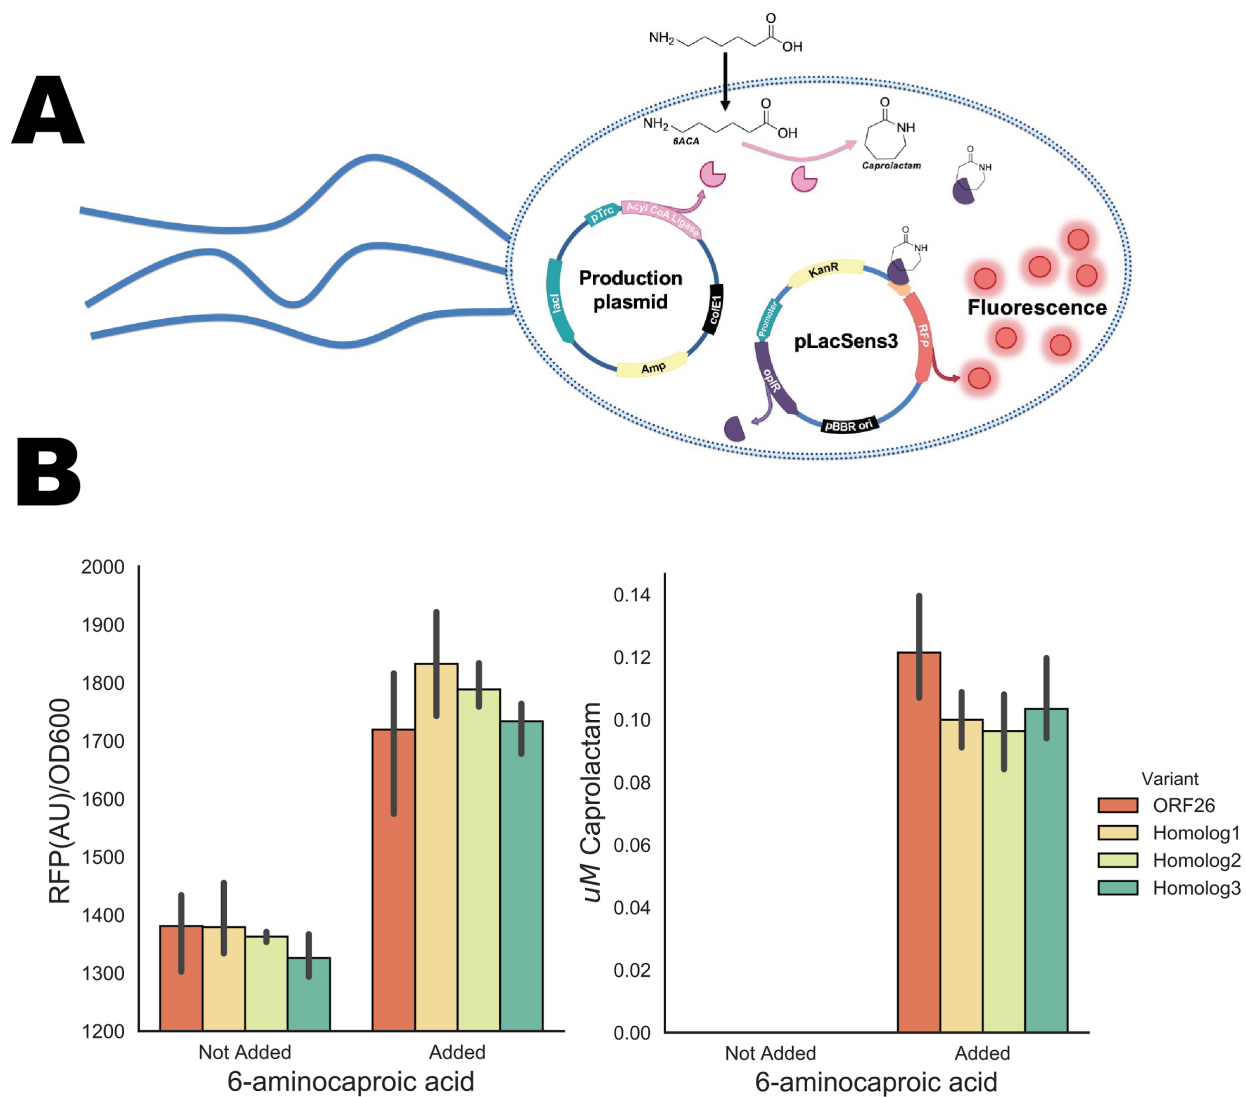 A
NH₂
O
OH
NH₂
O
OH
6ACA
O
NH
Caprolactam
O
NH
pTrc
Acyl CoA Ligase
lacI
Production
plasmid
colE1
Amp
O
NH
KanR
Promoter
pLacSens3
RFP
oplR
pBBR ori
Fluorescence
B
2000
1900
1800
1700
1600
1500
1400
1300
1200
RFP(AU)/OD600
Not Added
Added
6-aminocaproic acid
0.14
0.12
0.10
0.08
0.06
0.04
0.02
0.00
uM Caprolactam
Not Added
Added
6-aminocaproic acid
Variant
ORF26
Homolog1
Homolog2
Homolog3